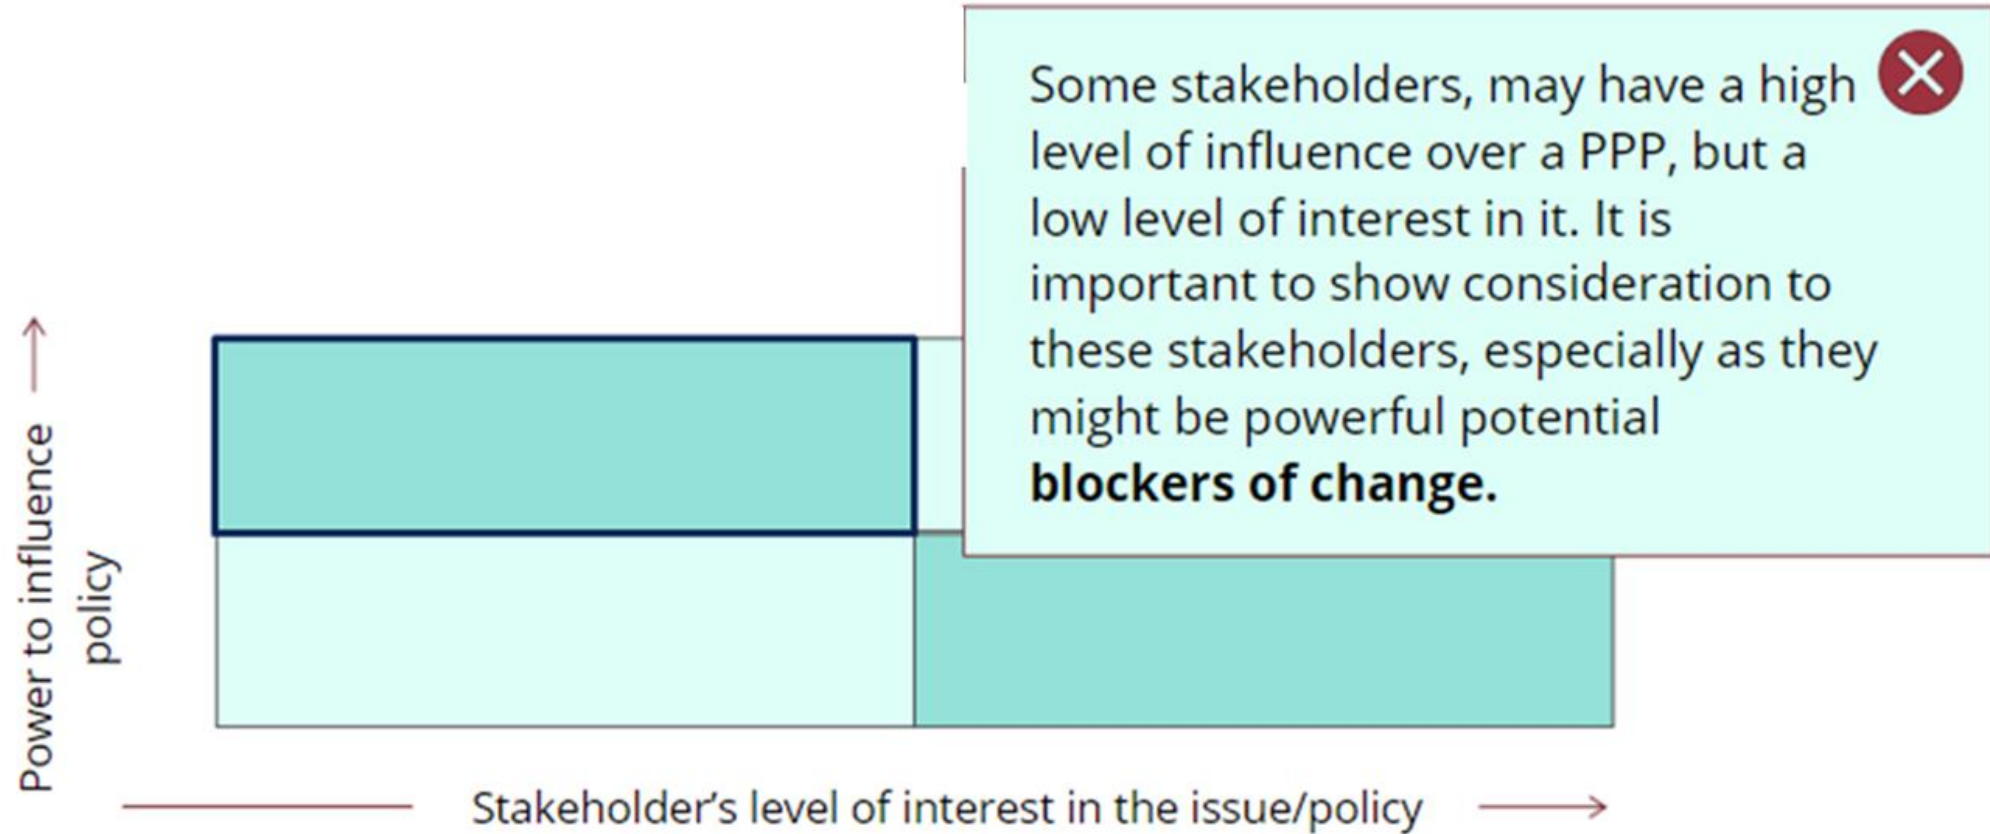 Some stakeholders, may have a high
level of influence over a PPP, but a
low level of interest in it. It is
important to show consideration to
these stakeholders, especially as they
might be powerful potential
blockers of change.
Power to influence
policy
Stakeholder’s level of interest in the issue/policy